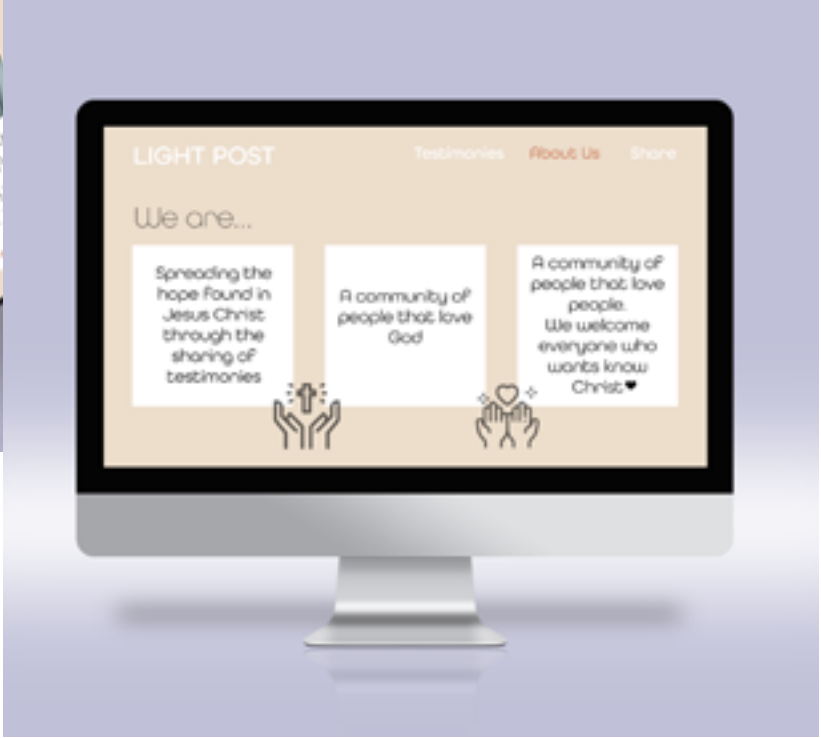 LIGHT POST
Testimonies About Us Share
We are...
Spreading the
hope found in
Jesus Christ
through the
sharing of
testimonies
A community of
people that love
God
A community of
people that love
people.
We welcome
everyone who
wants know
Christ♥